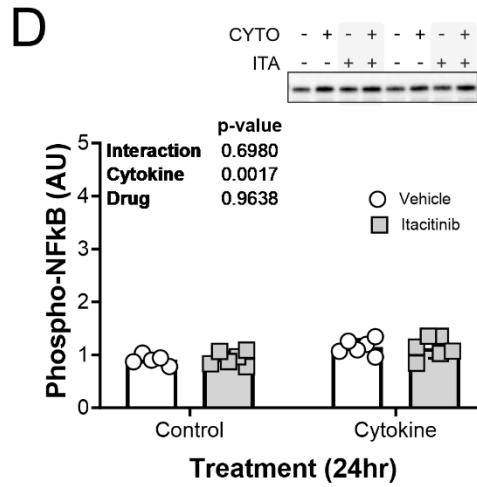 D
CYTO - + - + - + - +
ITA - - + + - - + +
p-value
Interaction 0.6980
Cytokine 0.0017
Drug 0.9638
Vehicle
Itacitinib
Phospho-NFkB (AU)
5
4
3
2
1
0
Control Cytokine
Treatment (24hr)